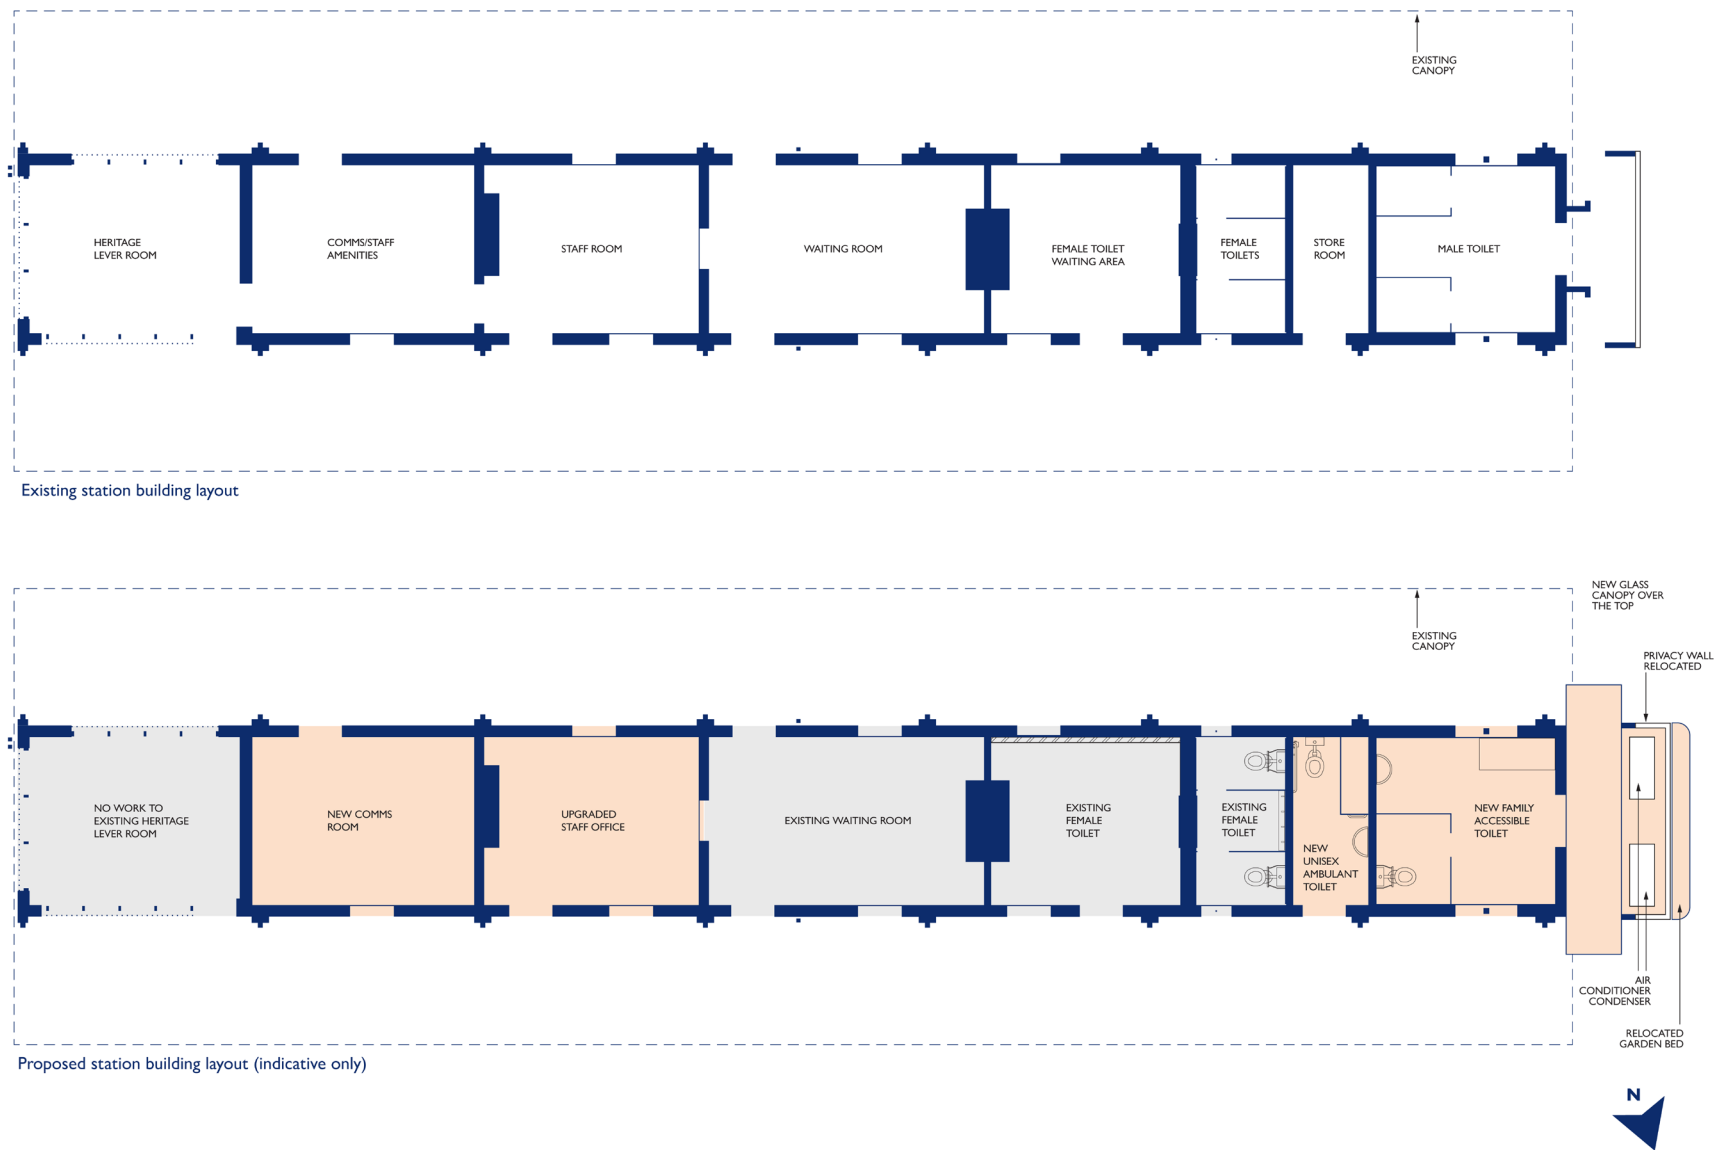 EXISTING
CANOPY
HERITAGE
LEVER ROOM
COMMS/STAFF
AMENITIES
STAFF ROOM
WAITING ROOM
FEMALE TOILET
WAITING AREA
FEMALE
TOILETS
STORE
ROOM
MALE TOILET
Existing station building layout
NEW GLASS
CANOPY OVER
THE TOP
EXISTING
CANOPY
PRIVACY WALL
RELOCATED
NO WORK TO
EXISTING HERITAGE
LEVER ROOM
NEW COMMS
ROOM
UPGRADED
STAFF OFFICE
EXISTING WAITING ROOM
EXISTING
FEMALE
TOILET
EXISTING
FEMALE
TOILET
NEW
UNISEX
AMBULANT
TOILET
NEW FAMILY
ACCESSIBLE
TOILET
AIR
CONDITIONER
CONDENSER
RELOCATED
GARDEN BED
Proposed station building layout (indicative only)
N